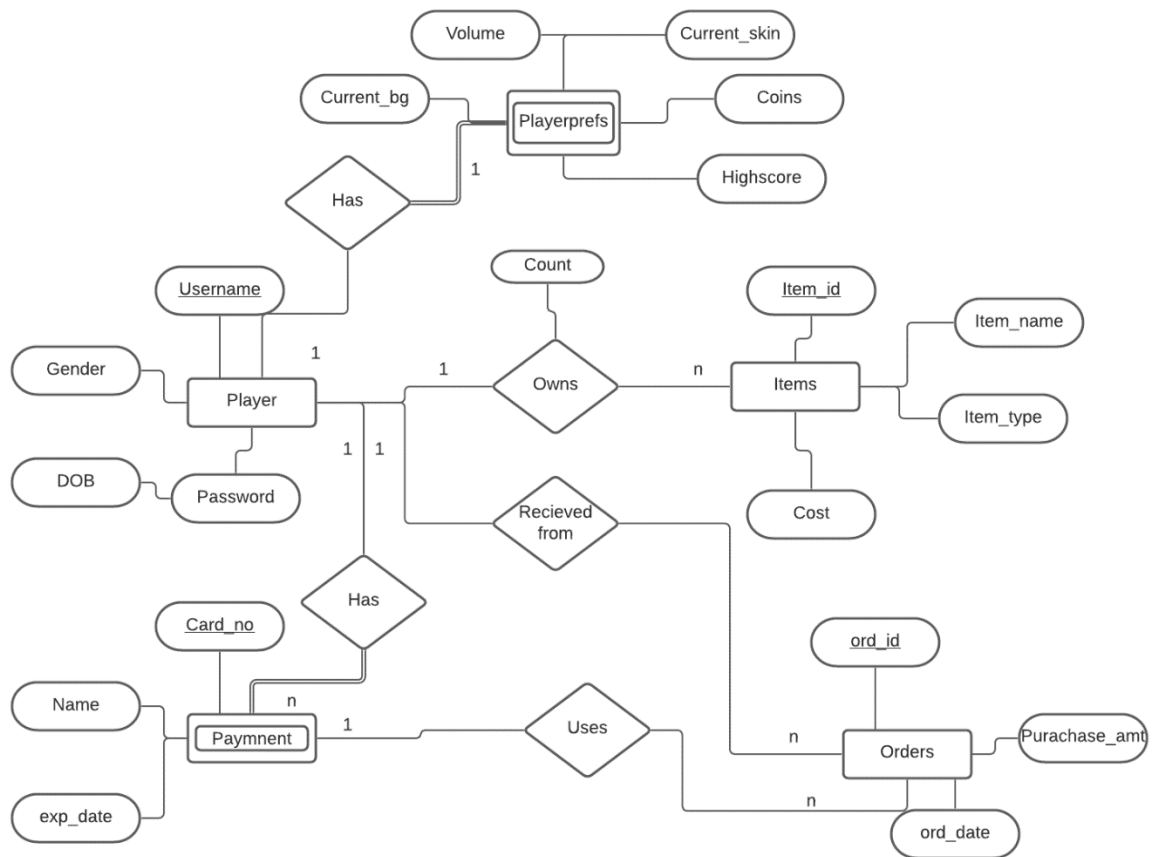 Volume
Current_skin
Current_bg
Playerprefs
Coins
1
Highscore
Has
Count
Username
Item_id
Item_name
1
Gender
1
n
Player
Owns
Items
Item_type
1
1
DOB
Password
Recieved
from
Cost
Has
Card_no
ord_id
Name
n
1
Uses
n
Purachase_amt
Paymnent
Orders
n
exp_date
ord_date